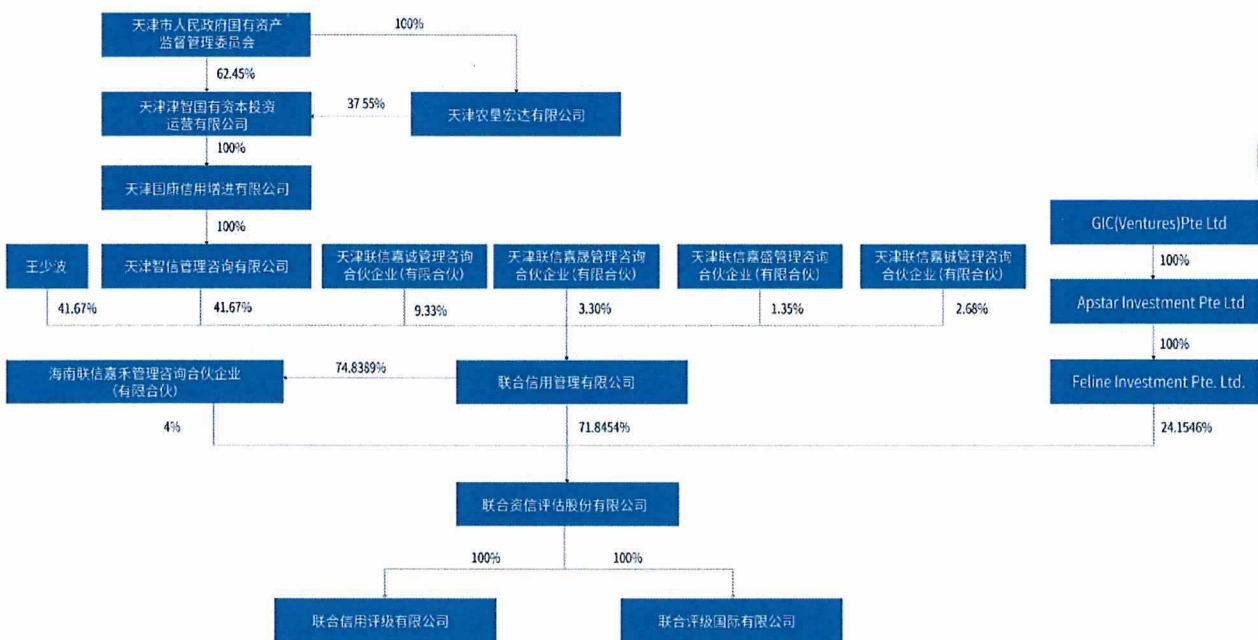 天津市人民政府国有资产
监督管理委员会
100%
62.45%
天津津智国有资本投资
运营有限公司
37.55%
天津农垦宏达有限公司
100%
天津国康信用增进有限公司
100%
GIC(Ventures)Pte Ltd
王少波
天津智信管理咨询有限公司
天津联信嘉诚管理咨询
合伙企业(有限合伙)
天津联信嘉晟管理咨询
合伙企业(有限合伙)
天津联信嘉盛管理咨询
合伙企业(有限合伙)
天津联信嘉铖管理咨询
合伙企业(有限合伙)
100%
41.67%
41.67%
9.33%
3.30%
1.35%
2.68%
Apstar Investment Pte Ltd
100%
海南联信嘉禾管理咨询合伙企业
(有限合伙)
74.8389%
联合信用管理有限公司
Feline Investment Pte. Ltd.
4%
71.8454%
24.1546%
联合资信评估股份有限公司
100%
100%
联合信用评级有限公司
联合评级国际有限公司